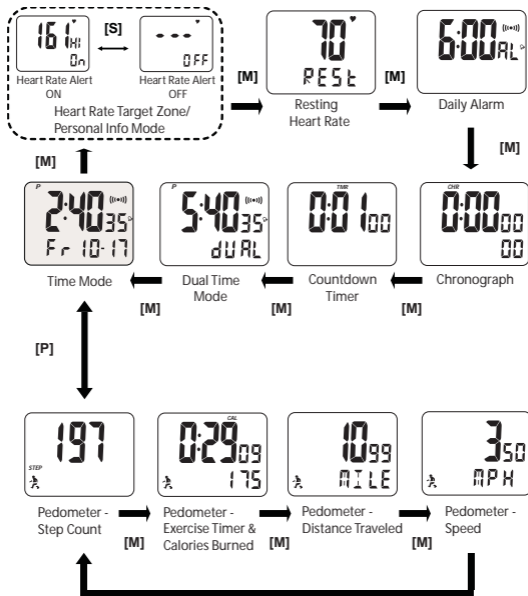 161 HI
On
[S]
- - -
OFF
Heart Rate Alert
ON
Heart Rate Alert
OFF
Heart Rate Target Zone/
Personal Info Mode
[M]
70
REST
Resting
Heart Rate
[M]
6:00 AL
Daily Alarm
[M]
[M]
P
2:40 35
Fr 10-17
Time Mode
P
5:40 35
dUAL
Dual Time
Mode
TMR
0:01 00
Countdown
Timer
CHR
0:00 00
00
Chronograph
[M]
[M]
[M]
[P]
197
STEP
Pedometer -
Step Count
CAL
0:29 09
175
Pedometer -
Exercise Timer &
Calories Burned
10 99
MILE
Pedometer -
Distance Traveled
3 50
MPH
Pedometer -
Speed
[M]
[M]
[M]